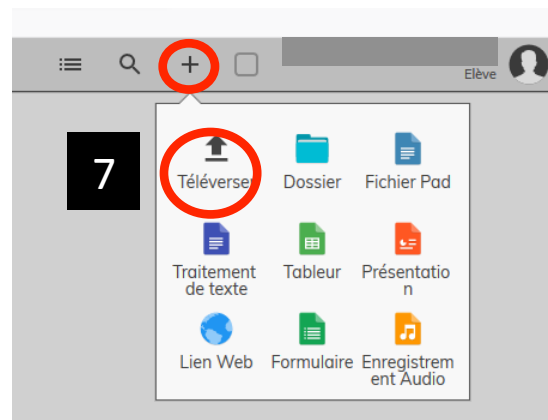 Elève
7
Téléverser Dossier Fichier Pad
Traitement de texte Tableur Présentatio
n
Lien Web Formulaire Enregistrem
ent Audio